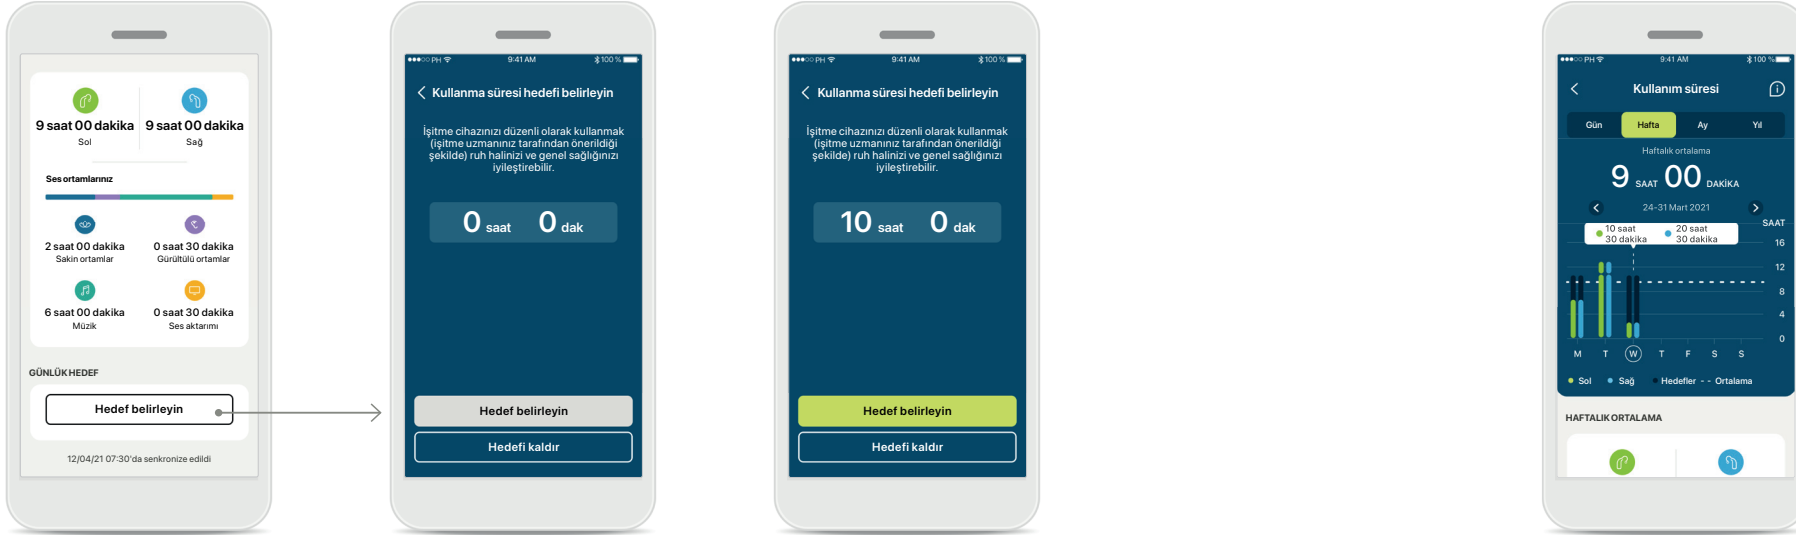 9 saat 00 dakika
Sol
9 saat 00 dakika
Sağ
Ses ortamlarınız
2 saat 00 dakika
Sakin ortamlar
0 saat 30 dakika
Gürültülü ortamlar
6 saat 00 dakika
Müzik
0 saat 30 dakika
Ses aktarımı
GÜNLÜK HEDEF
Hedef belirleyin
12/04/21 07:30'da senkronize edildi
PH 9:41 AM 100 %
Kullanma süresi hedefi belirleyin
İşitme cihazınızı düzenli olarak kullanmak
(işitme uzmanınız tarafından önerildiği
şekilde) ruh halinizi ve genel sağlığınızı
iyileştirebilir.
0 saat 0 dak
Hedef belirleyin
Hedefi kaldır
PH 9:41 AM 100 %
Kullanma süresi hedefi belirleyin
İşitme cihazınızı düzenli olarak kullanmak
(işitme uzmanınız tarafından önerildiği
şekilde) ruh halinizi ve genel sağlığınızı
iyileştirebilir.
10 saat 0 dak
Hedef belirleyin
Hedefi kaldır
PH 9:41 AM 100 %
Kullanım süresi
Gün Hafta Ay Yıl
Haftalık ortalama
9 SAAT 00 DAKİKA
24-31 Mart 2021
SAAT
10 saat
30 dakika
20 saat
30 dakika
16
12
8
4
0
M T W T F S S
Sol Sağ Hedefler - - Ortalama
HAFTALIK ORTALAMA